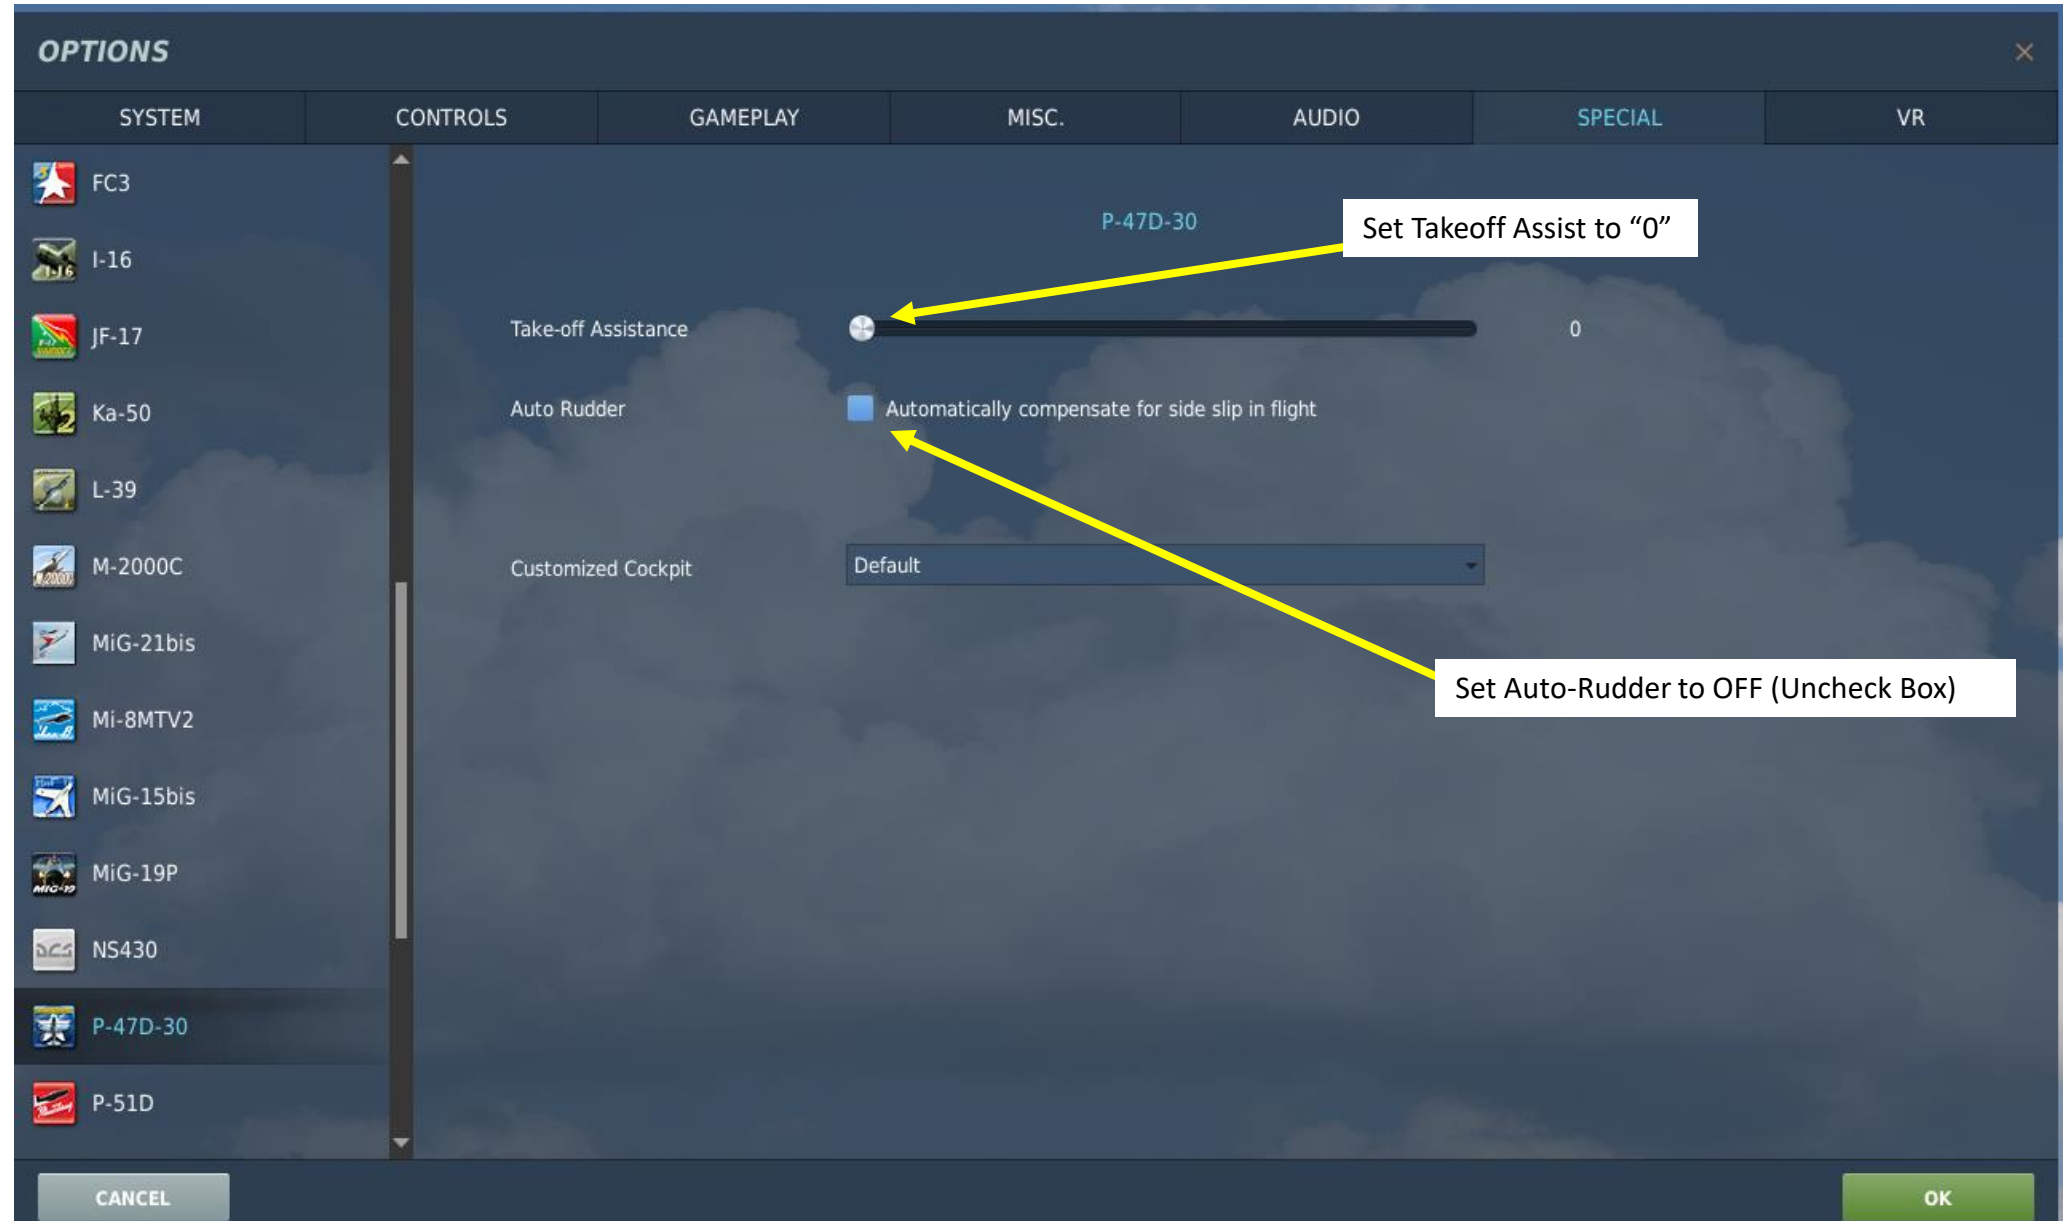 OPTIONS
SYSTEM CONTROLS GAMEPLAY MISC. AUDIO SPECIAL VR
FC3
I-16
JF-17
Ka-50
L-39
M-2000C
MiG-21bis
Mi-8MTV2
MiG-15bis
MiG-19P
NS430
P-47D-30
P-51D
P-47D-30
Set Takeoff Assist to “0”
Take-off Assistance 0
Auto Rudder Automatically compensate for side slip in flight
Customized Cockpit Default
Set Auto-Rudder to OFF (Uncheck Box)
CANCEL OK